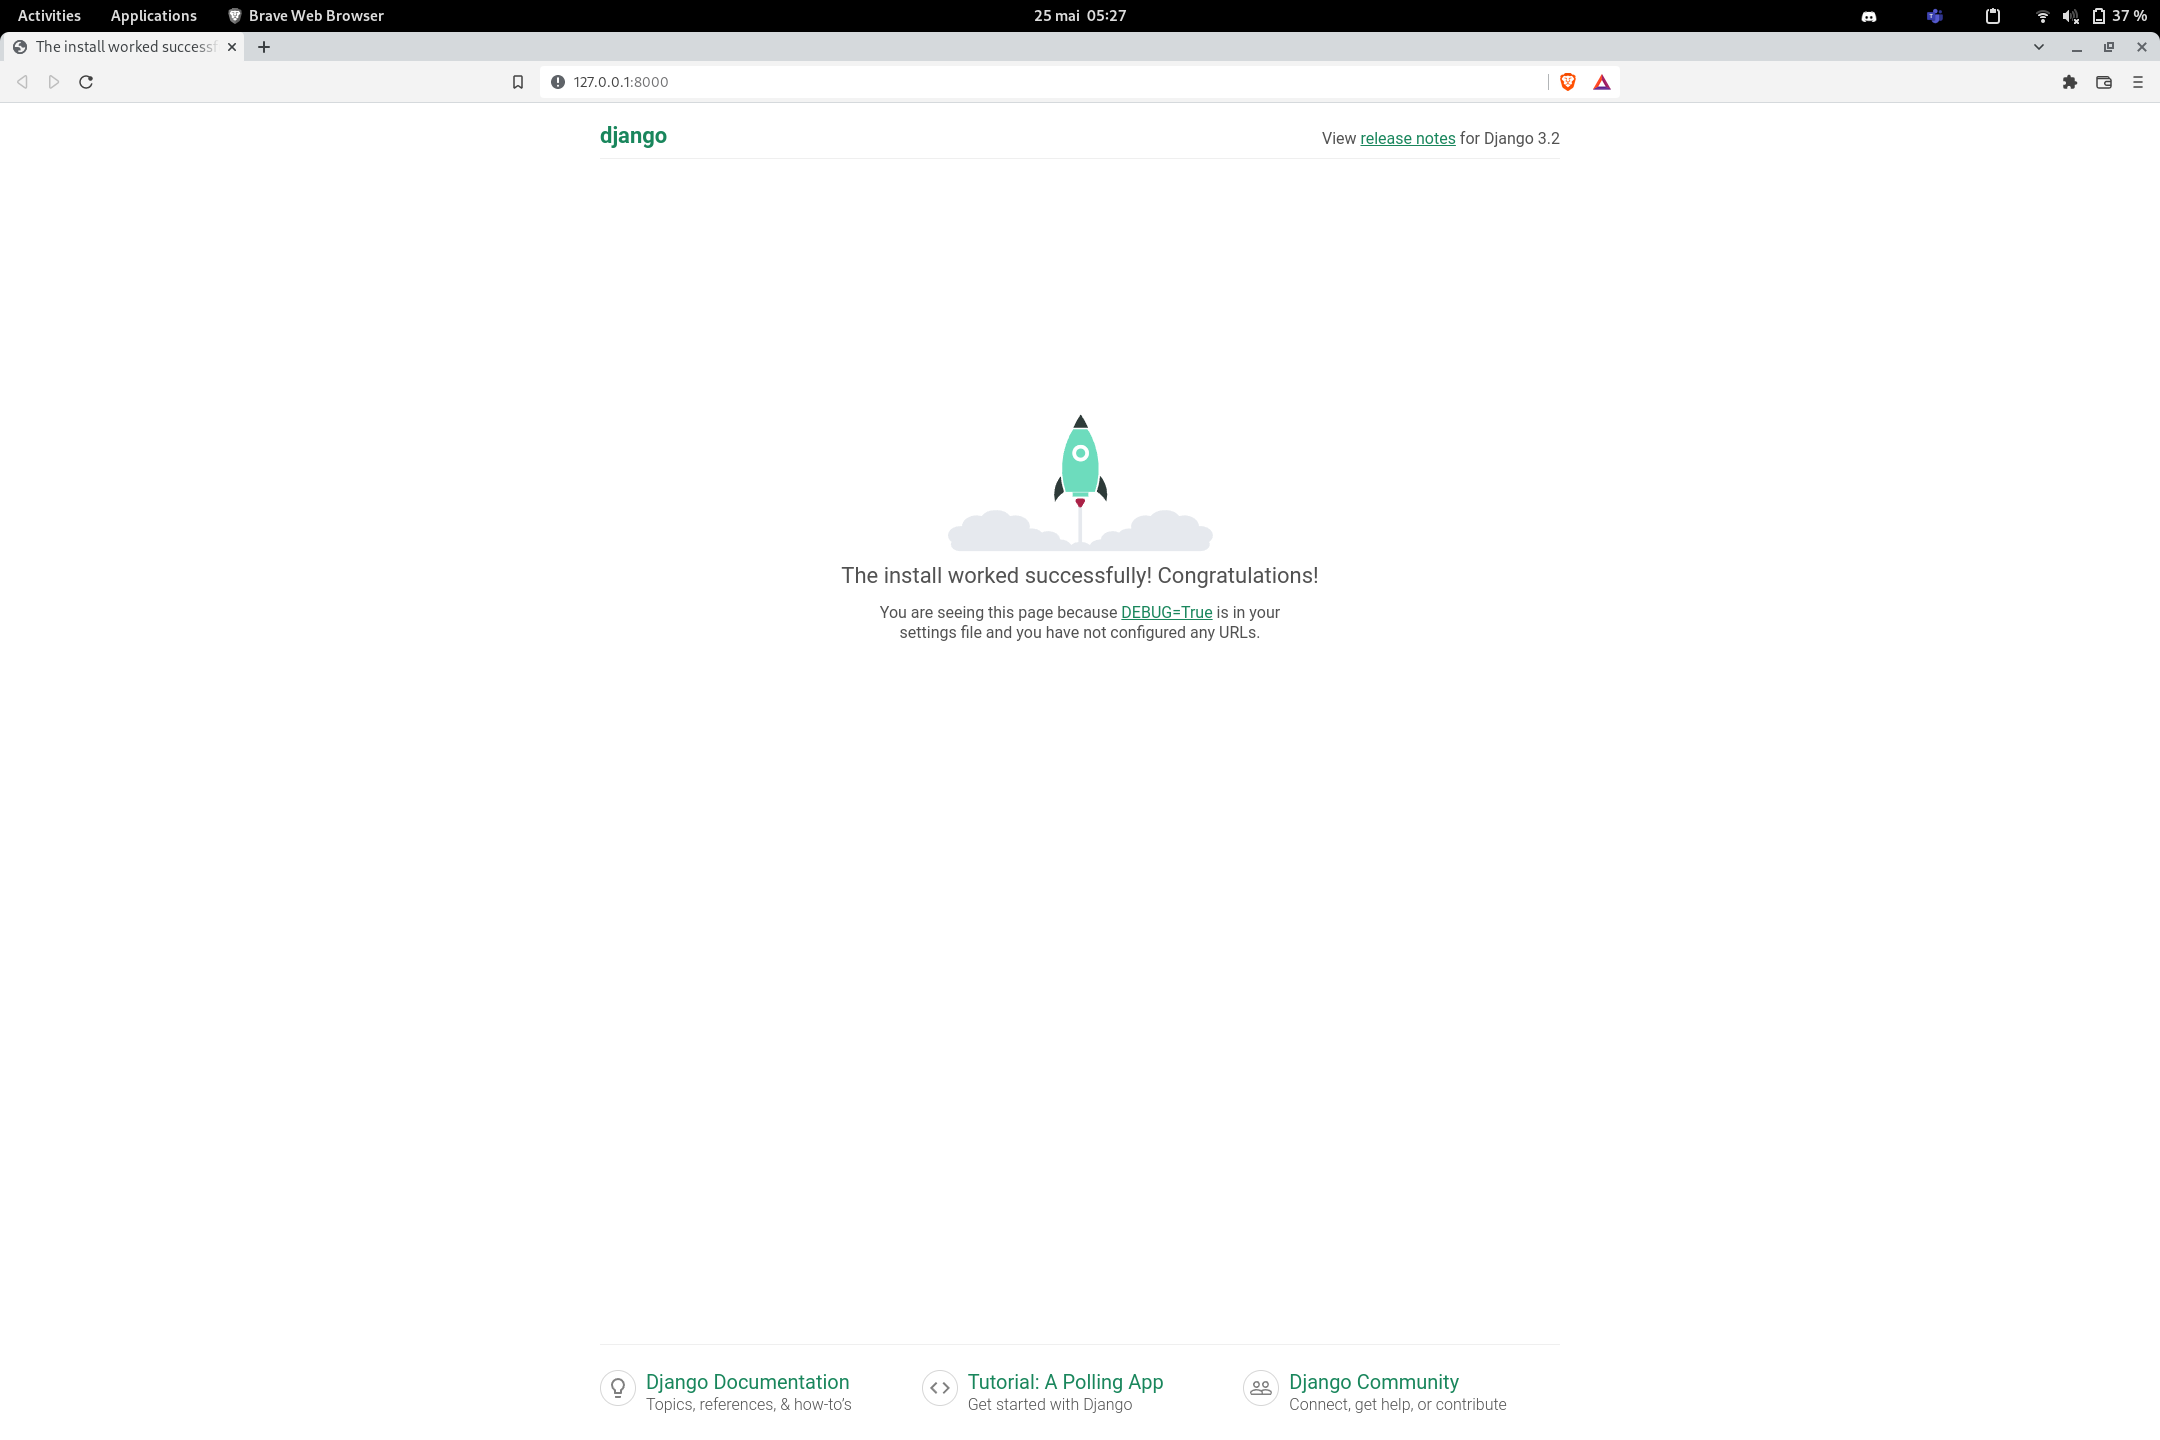 Activities Applications Brave Web Browser 25 mai 05:27 37 %
The install worked successf
127.0.0.1:8000
django View release notes for Django 3.2
The install worked successfully! Congratulations!
You are seeing this page because DEBUG=True is in your
settings file and you have not configured any URLs.
Django Documentation Tutorial: A Polling App Django Community
Topics, references, & how-to’s Get started with Django Connect, get help, or contribute